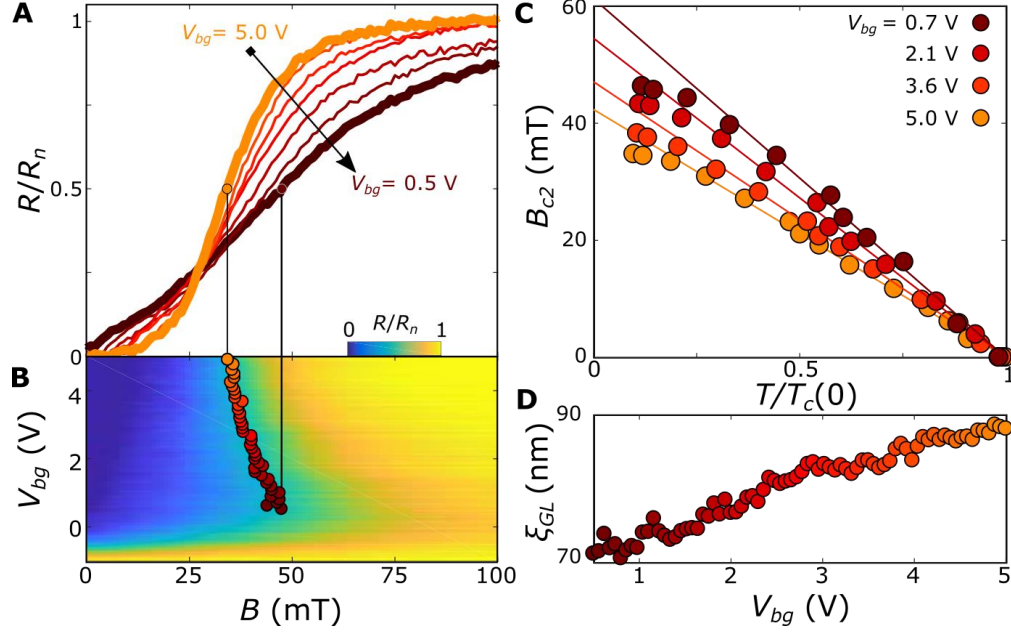 A
V_bg = 5.0 V
V_bg = 0.5 V
R/R_n
1
0.5
0
R/R_n
0 1
B
V_bg (V)
0
4
2
0
0 25 50 75 100
B (mT)
C
V_bg = 0.7 V
2.1 V
3.6 V
5.0 V
B_c2 (mT)
60
40
20
0
0 0.5 1
T/T_c(0)
D
ξ_GL (nm)
90
70
1 2 3 4 5
V_bg (V)